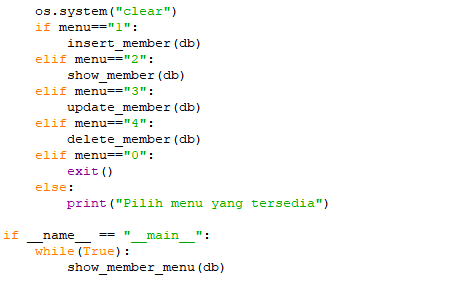 os.system("clear")
if menu=="1":
insert_member(db)
elif menu=="2":
show_member(db)
elif menu=="3":
update_member(db)
elif menu=="4":
delete_member(db)
elif menu=="0":
exit()
else:
print("Pilih menu yang tersedia")
if __name__ == "__main__":
while(True):
show_member_menu(db)